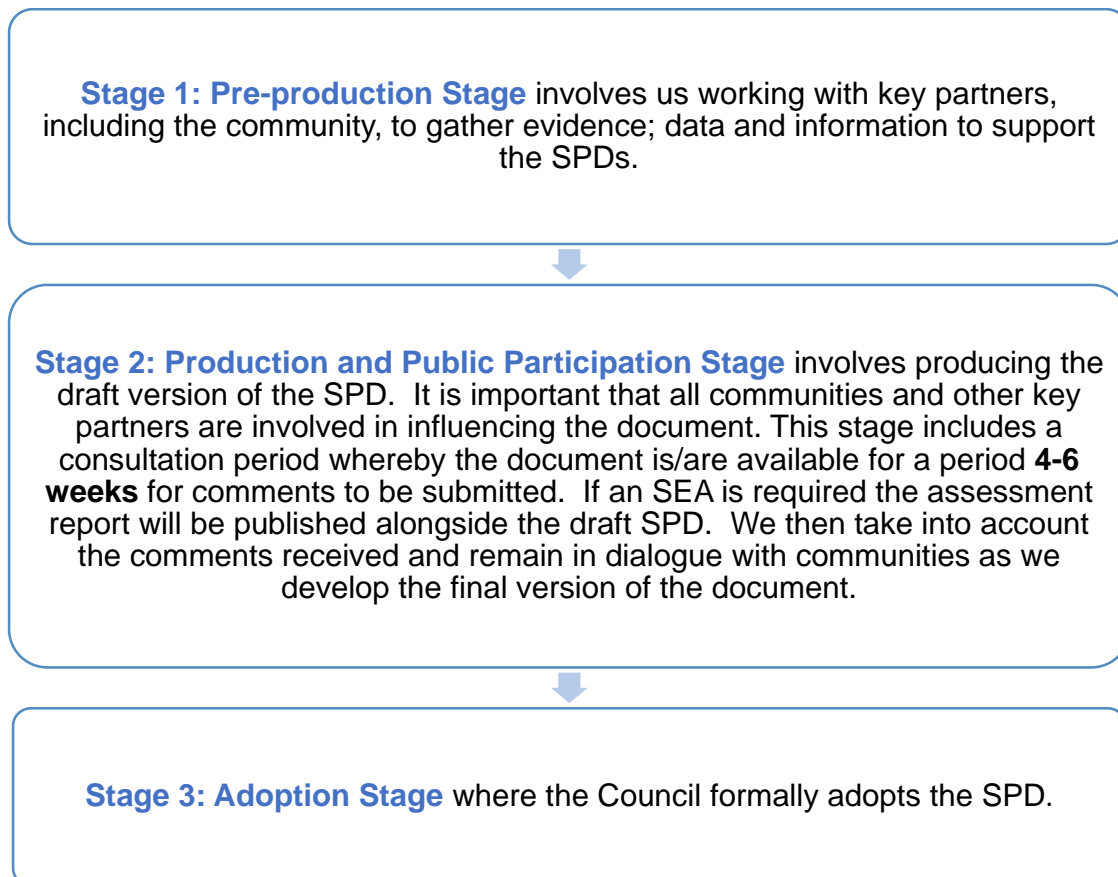 Stage 1: Pre-production Stage involves us working with key partners,
including the community, to gather evidence; data and information to support
the SPDs.
Stage 2: Production and Public Participation Stage involves producing the
draft version of the SPD.  It is important that all communities and other key
partners are involved in influencing the document. This stage includes a
consultation period whereby the document is/are available for a period 4-6
weeks for comments to be submitted.  If an SEA is required the assessment
report will be published alongside the draft SPD.  We then take into account
the comments received and remain in dialogue with communities as we
develop the final version of the document.
Stage 3: Adoption Stage where the Council formally adopts the SPD.